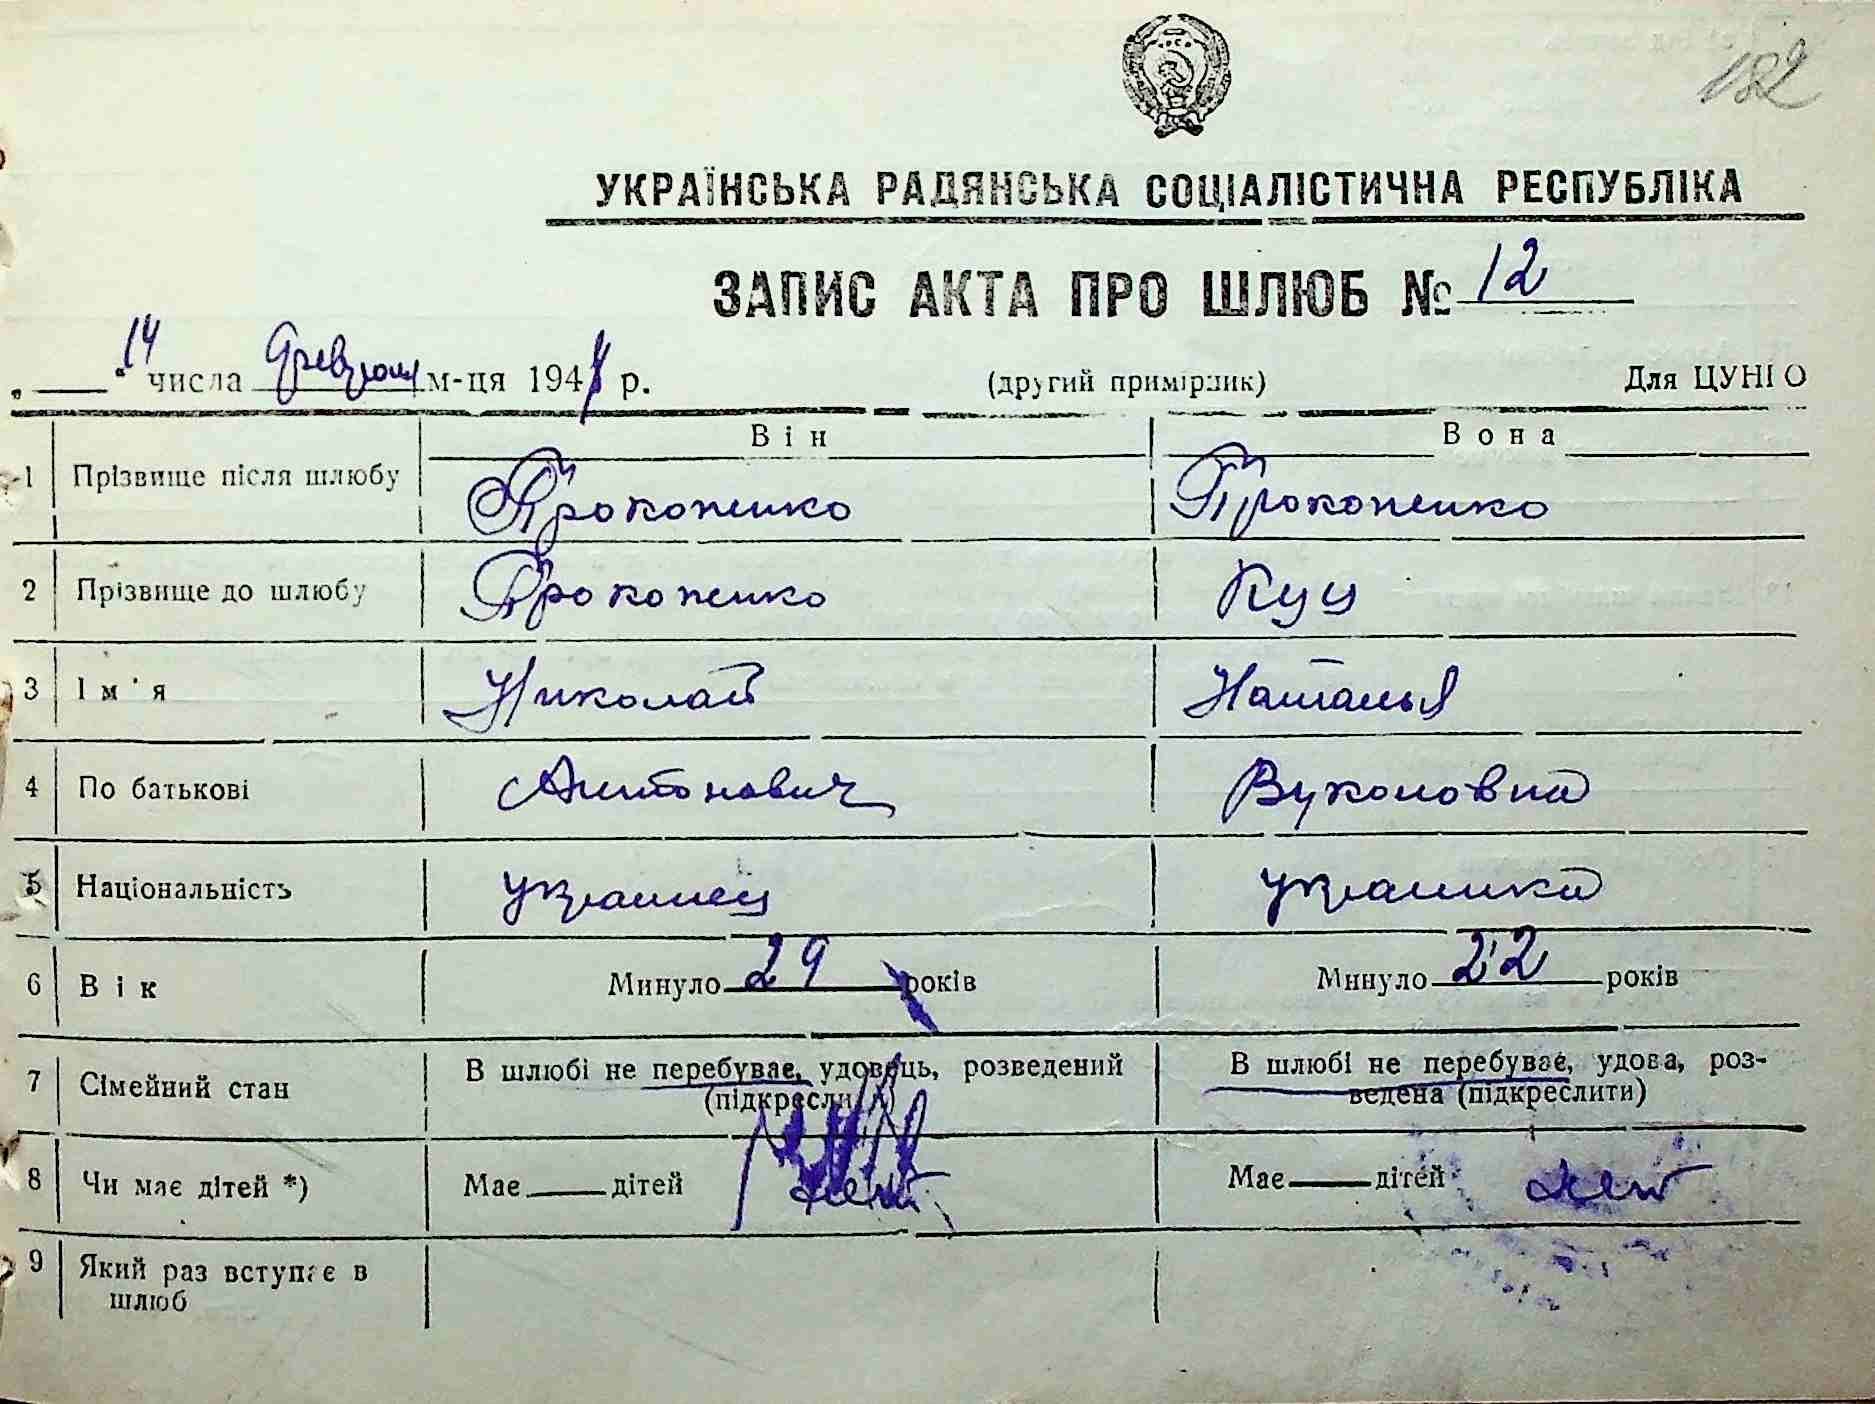 182
УКРАЇНСЬКА РАДЯНСЬКА СОЦІАЛІСТИЧНА РЕСПУБЛІКА
ЗАПИС АКТА ПРО ШЛЮБ № 12
„14“ числа февраля м-ця 194 р. (другий примірник) Для ЦУНГО
Він Вона
1 Прізвище після шлюбу Прокопенко Прокопенко
2 Прізвище до шлюбу Прокопенко Куц
3 Ім'я Николай Наталья
4 По батькові Антонович Вуколовна
5 Національність украинец украинка
6 Вік Минуло 29 років Минуло 22 років
7 Сімейний стан В шлюбі не перебуває, удовець, розведений (підкреслити) В шлюбі не перебуває, удова, роз-
ведена (підкреслити)
8 Чи має дітей *) Має — дітей нет Має — дітей нет
9 Який раз вступає в
шлюб